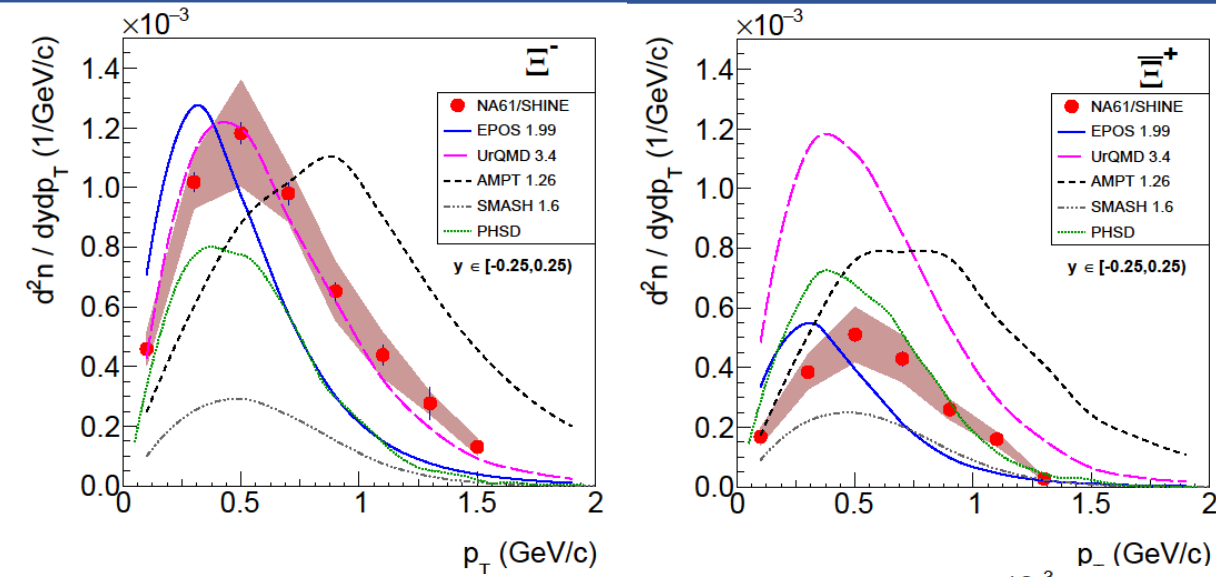 ×10⁻³
d²n / dydp_T (1/GeV/c)
1.4
1.2
1.0
0.8
0.6
0.4
0.2
0.0
0 0.5 1 1.5 2
p_T (GeV/c)
Ξ⁻
NA61/SHINE
EPOS 1.99
UrQMD 3.4
AMPT 1.26
SMASH 1.6
PHSD
y ∈ [-0.25,0.25)
×10⁻³
d²n / dydp_T (1/GeV/c)
1.4
1.2
1.0
0.8
0.6
0.4
0.2
0.0
0 0.5 1 1.5 2
p_T (GeV/c)
Ξ̅⁺
NA61/SHINE
EPOS 1.99
UrQMD 3.4
AMPT 1.26
SMASH 1.6
PHSD
y ∈ [-0.25,0.25)